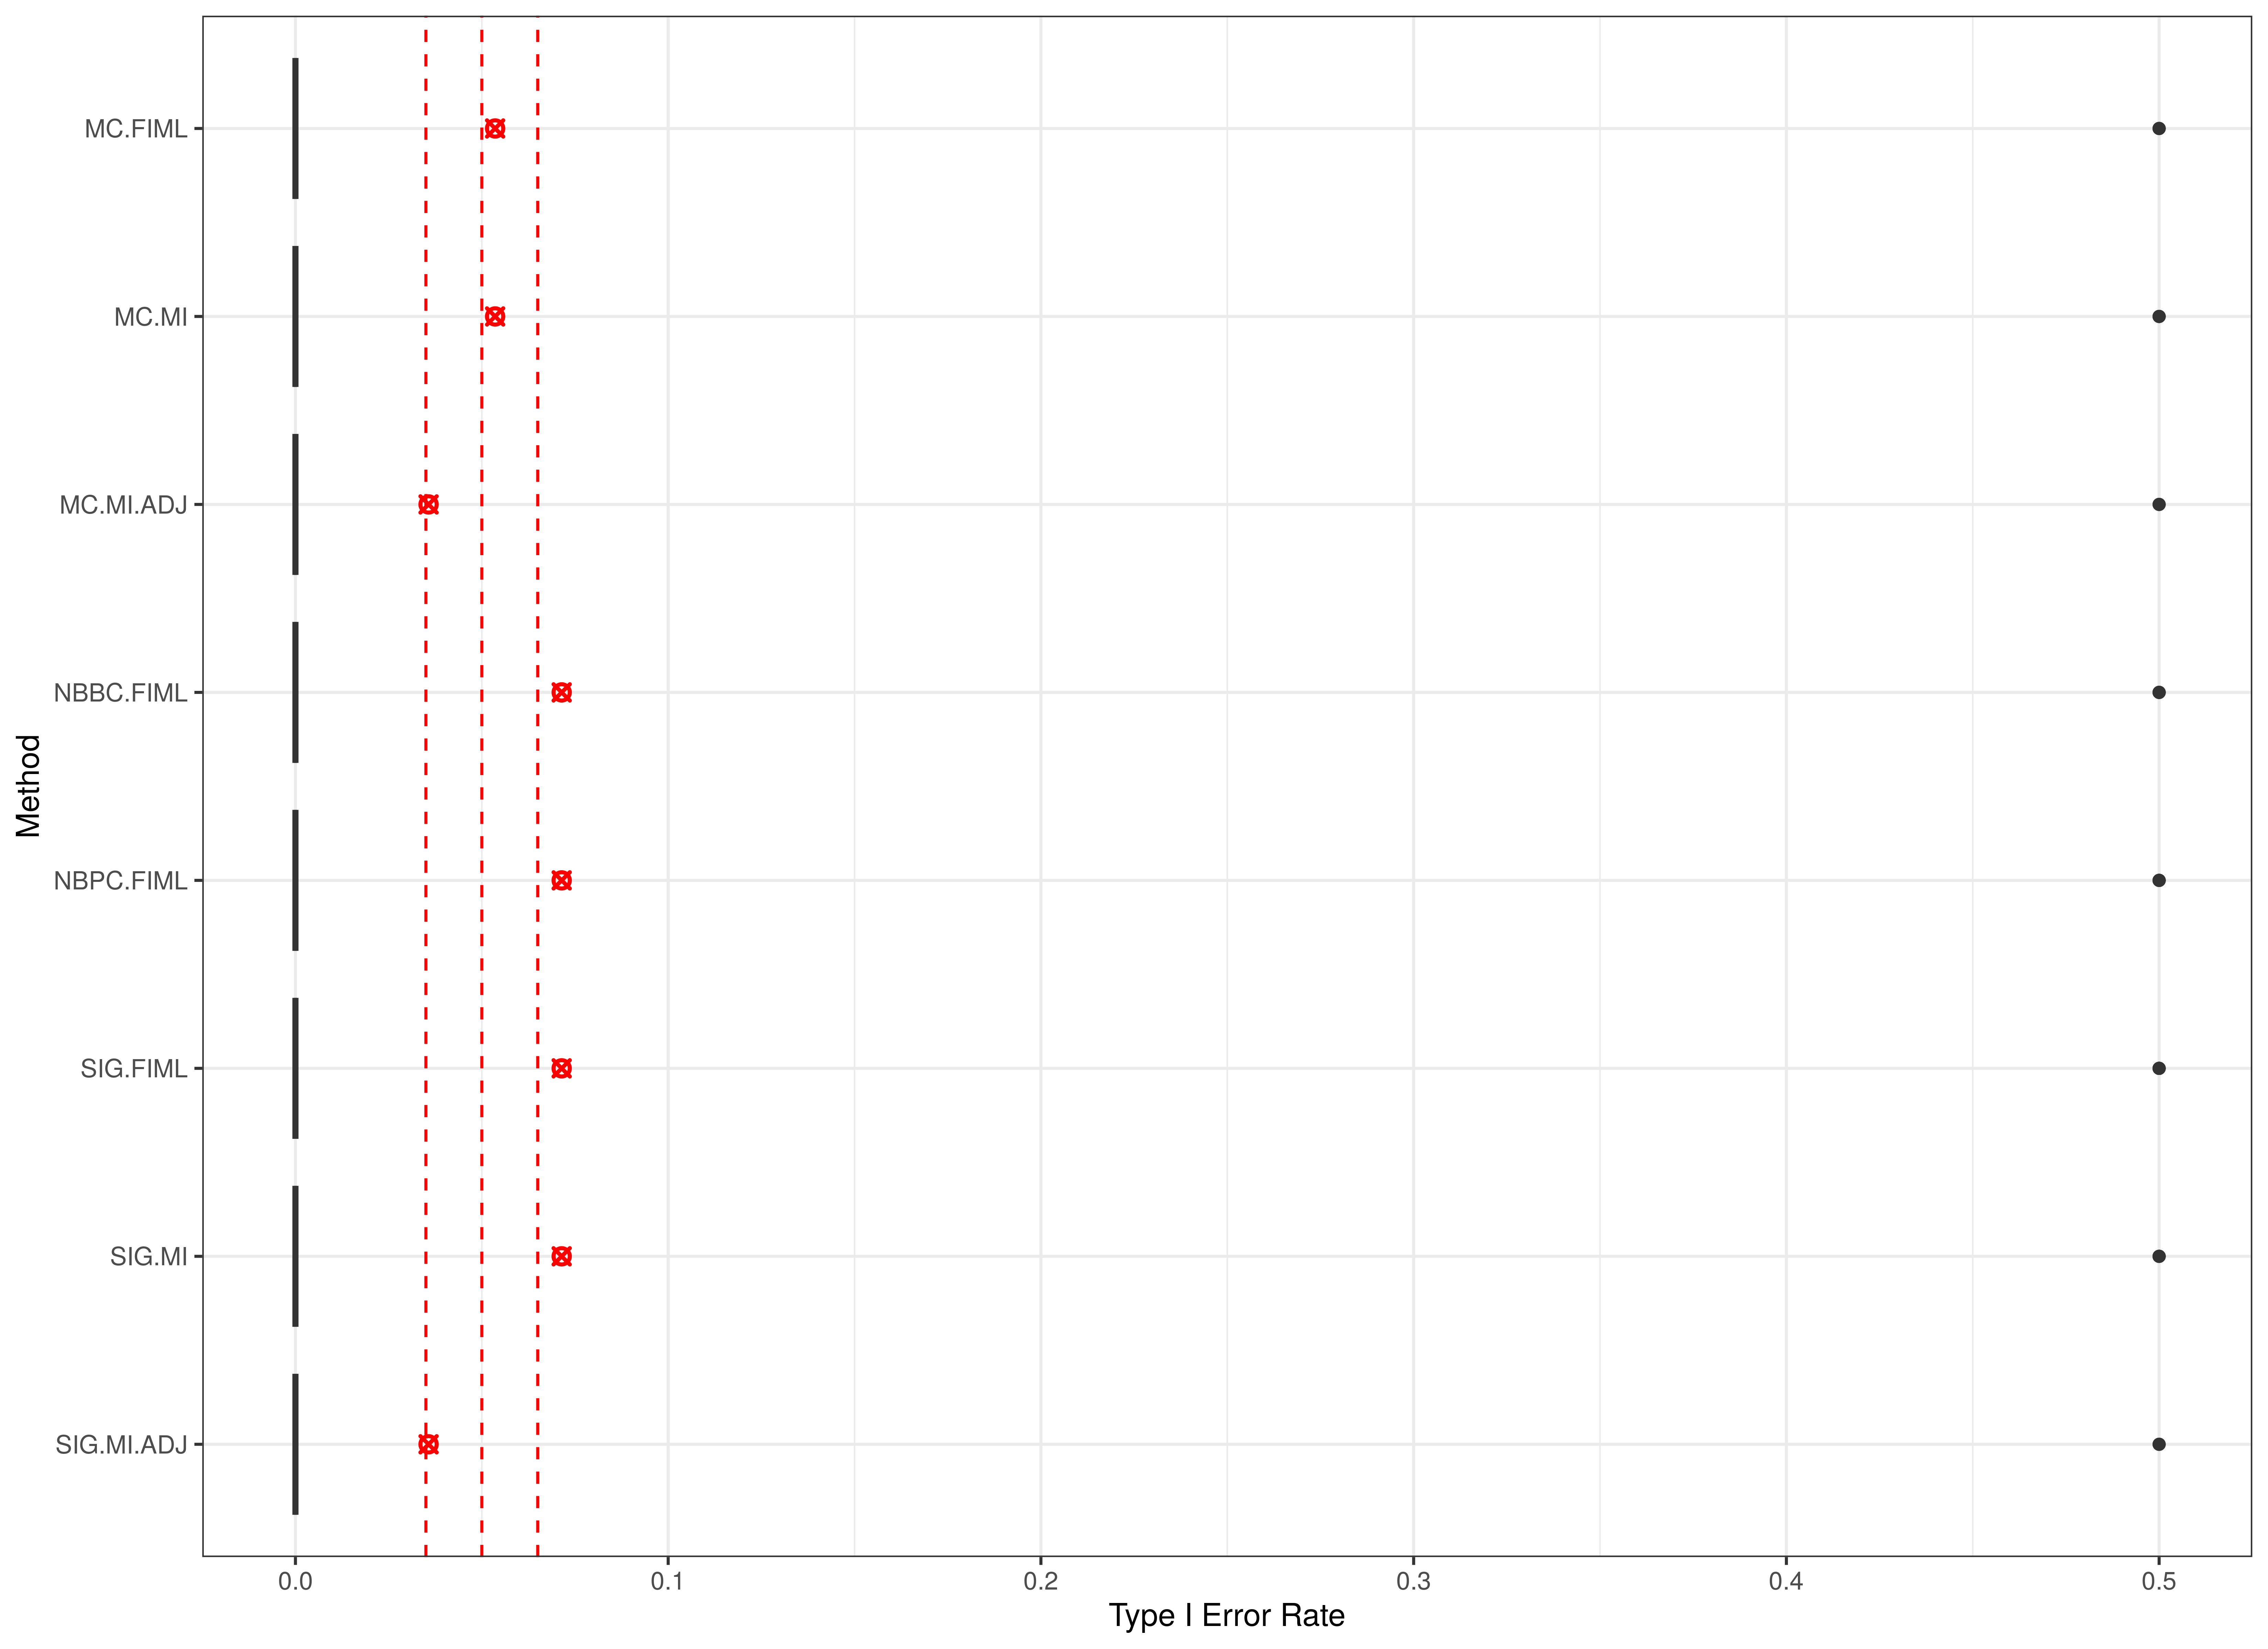 Method
MC.FIML
MC.MI
MC.MI.ADJ
NBBC.FIML
NBPC.FIML
SIG.FIML
SIG.MI
SIG.MI.ADJ
0.0 0.1 0.2 0.3 0.4 0.5
Type I Error Rate